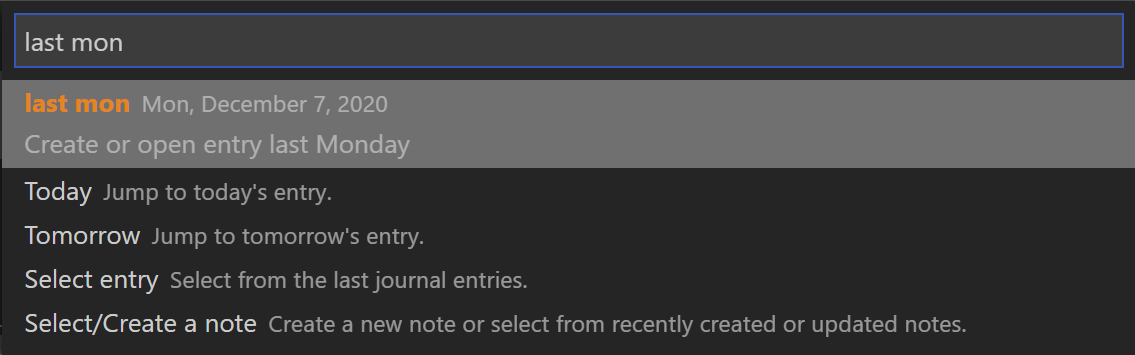 last mon
last mon Mon, December 7, 2020
Create or open entry last Monday
Today Jump to today's entry.
Tomorrow Jump to tomorrow's entry.
Select entry Select from the last journal entries.
Select/Create a note Create a new note or select from recently created or updated notes.